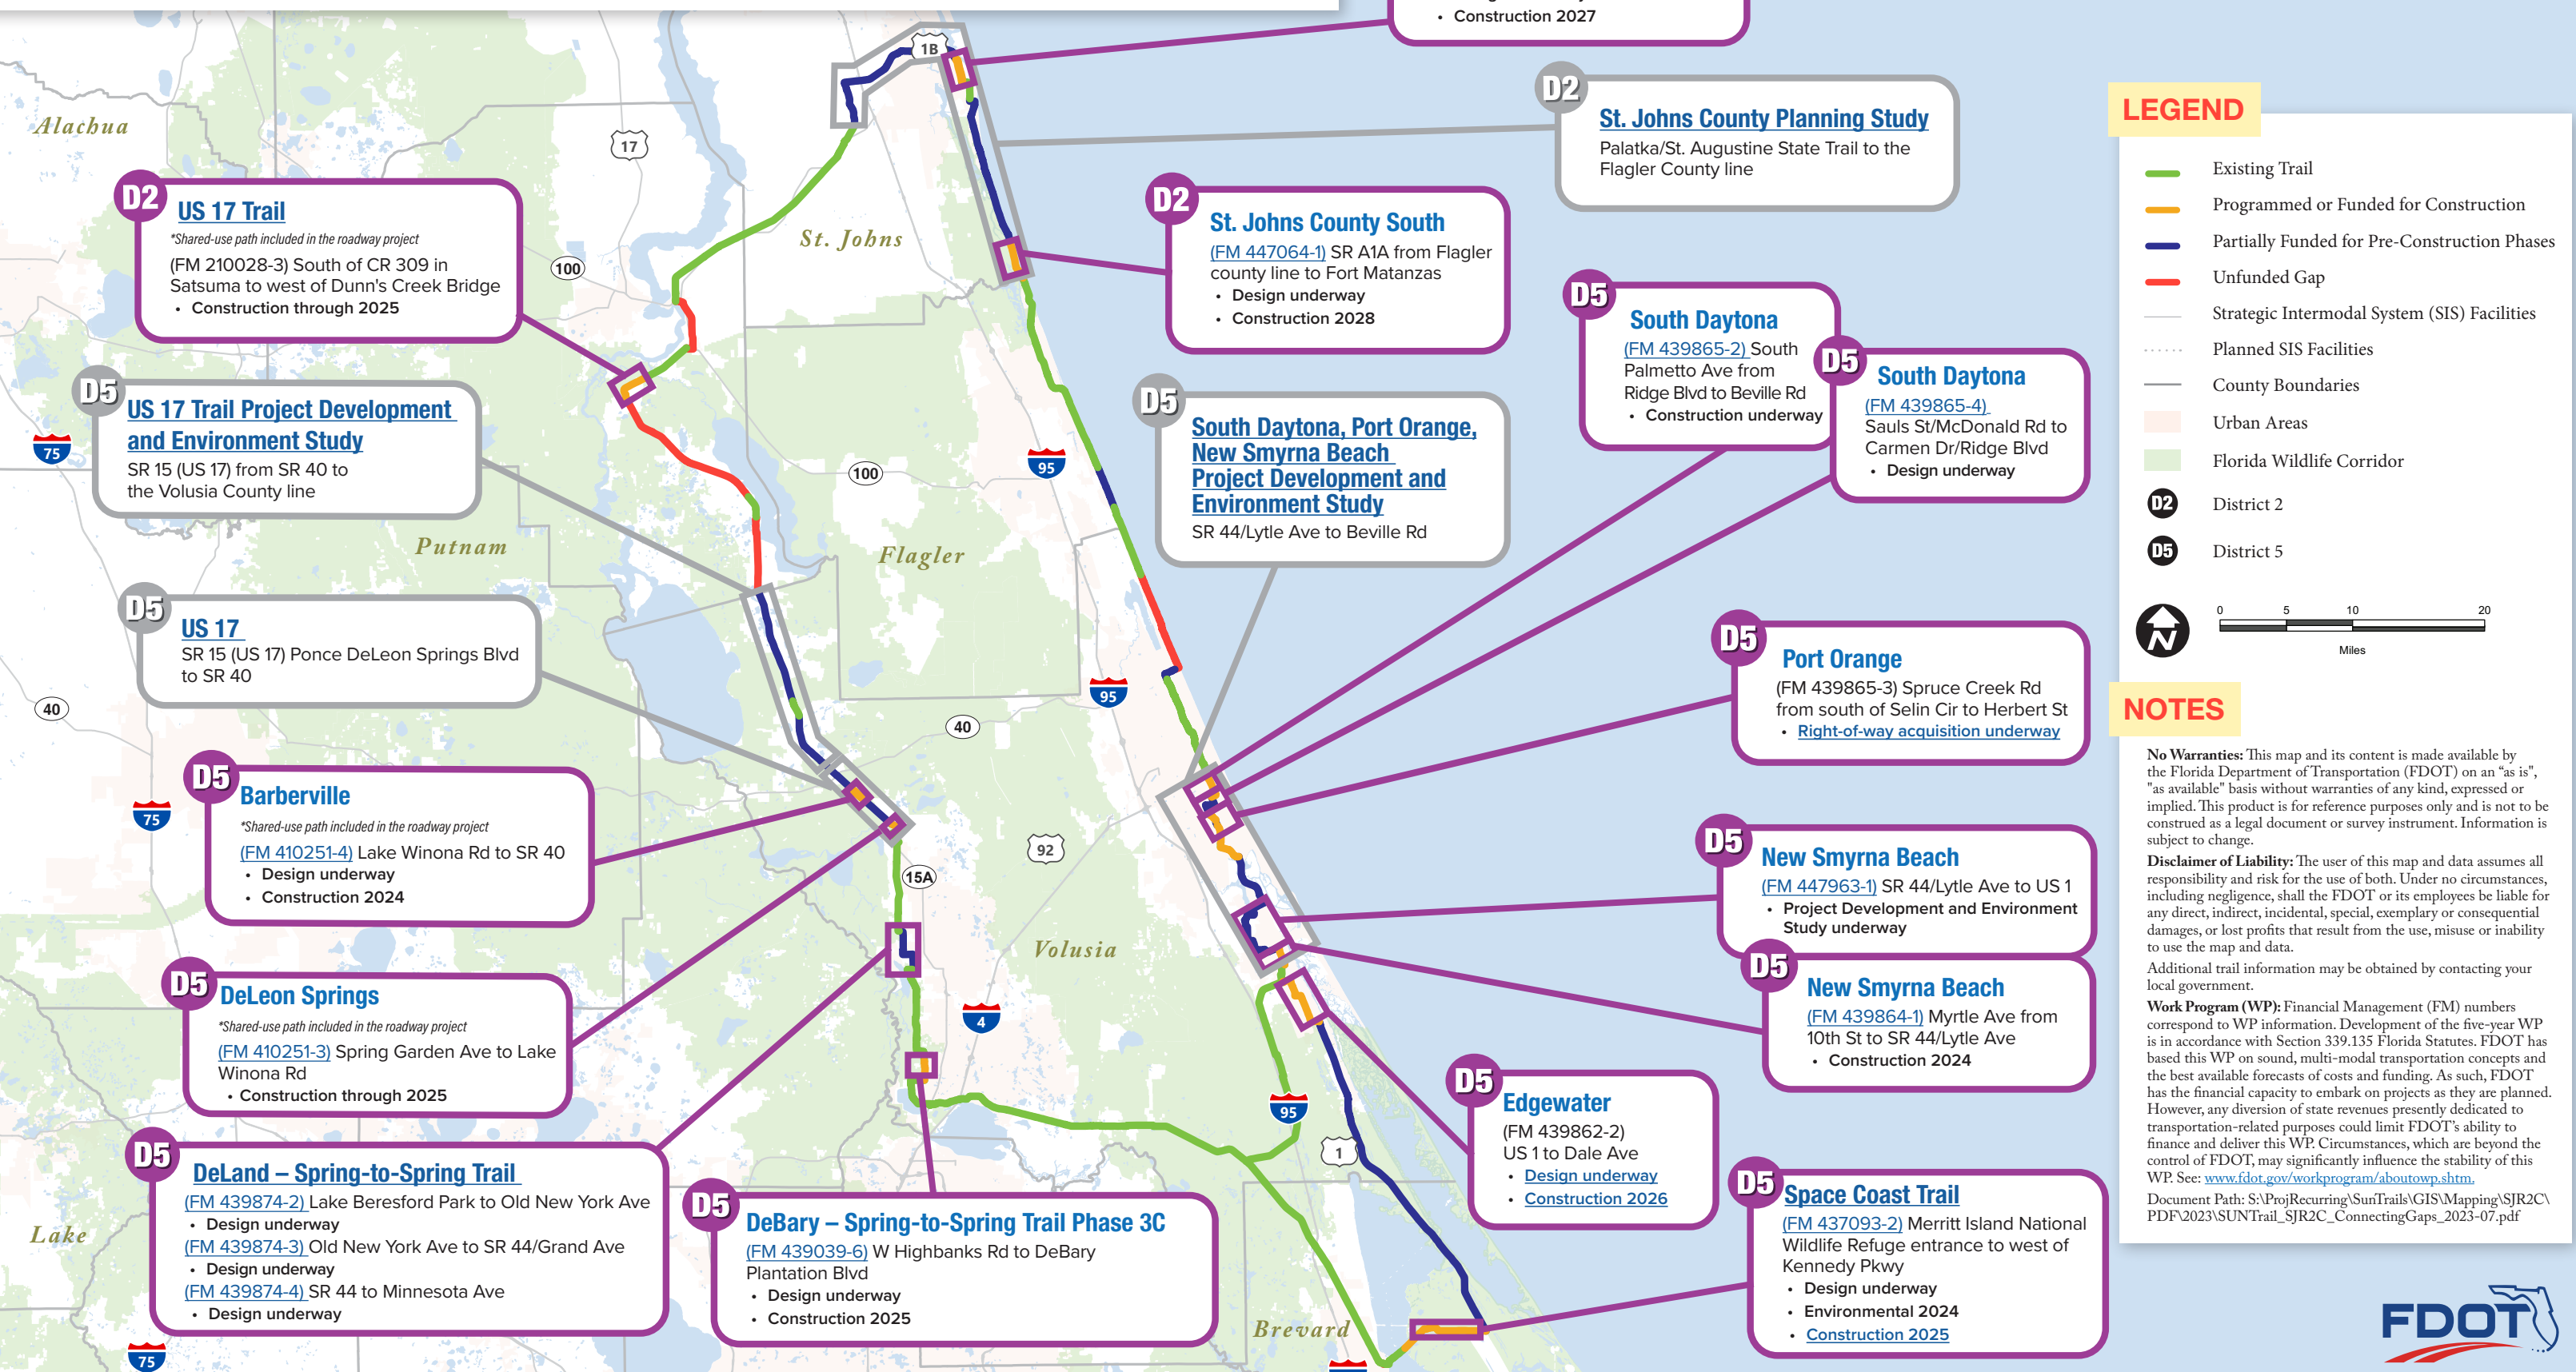 • Construction 2027
1B
D2
St. Johns County Planning Study
Palatka/St. Augustine State Trail to the
Flagler County line
Alachua
17
D2
US 17 Trail
*Shared-use path included in the roadway project
(FM 210028-3) South of CR 309 in
Satsuma to west of Dunn's Creek Bridge
• Construction through 2025
St. Johns
100
D2
St. Johns County South
(FM 447064-1) SR A1A from Flagler
county line to Fort Matanzas
• Design underway
• Construction 2028
D5
South Daytona
(FM 439865-2) South
Palmetto Ave from
Ridge Blvd to Beville Rd
• Construction underway
D5
South Daytona
(FM 439865-4)
Sauls St/McDonald Rd to
Carmen Dr/Ridge Blvd
• Design underway
D5
US 17 Trail Project Development
and Environment Study
SR 15 (US 17) from SR 40 to
the Volusia County line
75
100
95
D5
South Daytona, Port Orange,
New Smyrna Beach
Project Development and
Environment Study
SR 44/Lytle Ave to Beville Rd
Putnam
Flagler
D5
US 17
SR 15 (US 17) Ponce DeLeon Springs Blvd
to SR 40
40
95
40
D5
Port Orange
(FM 439865-3) Spruce Creek Rd
from south of Selin Cir to Herbert St
• Right-of-way acquisition underway
D5
Barberville
*Shared-use path included in the roadway project
(FM 410251-4) Lake Winona Rd to SR 40
• Design underway
• Construction 2024
75
92
15A
D5
New Smyrna Beach
(FM 447963-1) SR 44/Lytle Ave to US 1
• Project Development and Environment
Study underway
Volusia
D5
New Smyrna Beach
(FM 439864-1) Myrtle Ave from
10th St to SR 44/Lytle Ave
• Construction 2024
D5
DeLeon Springs
*Shared-use path included in the roadway project
(FM 410251-3) Spring Garden Ave to Lake
Winona Rd
• Construction through 2025
4
95
1
D5
Edgewater
(FM 439862-2)
US 1 to Dale Ave
• Design underway
• Construction 2026
D5
DeLand – Spring-to-Spring Trail
(FM 439874-2) Lake Beresford Park to Old New York Ave
• Design underway
(FM 439874-3) Old New York Ave to SR 44/Grand Ave
• Design underway
(FM 439874-4) SR 44 to Minnesota Ave
• Design underway
Lake
75
D5
DeBary – Spring-to-Spring Trail Phase 3C
(FM 439039-6) W Highbanks Rd to DeBary
Plantation Blvd
• Design underway
• Construction 2025
D5
Space Coast Trail
(FM 437093-2) Merritt Island National
Wildlife Refuge entrance to west of
Kennedy Pkwy
• Design underway
• Environmental 2024
• Construction 2025
Brevard
LEGEND
Existing Trail
Programmed or Funded for Construction
Partially Funded for Pre-Construction Phases
Unfunded Gap
Strategic Intermodal System (SIS) Facilities
Planned SIS Facilities
County Boundaries
Urban Areas
Florida Wildlife Corridor
D2 District 2
D5 District 5
N
0 5 10 20
Miles
NOTES
No Warranties: This map and its content is made available by
the Florida Department of Transportation (FDOT) on an “as is",
"as available" basis without warranties of any kind, expressed or
implied. This product is for reference purposes only and is not to be
construed as a legal document or survey instrument. Information is
subject to change.
Disclaimer of Liability: The user of this map and data assumes all
responsibility and risk for the use of both. Under no circumstances,
including negligence, shall the FDOT or its employees be liable for
any direct, indirect, incidental, special, exemplary or consequential
damages, or lost profits that result from the use, misuse or inability
to use the map and data.
Additional trail information may be obtained by contacting your
local government.
Work Program (WP): Financial Management (FM) numbers
correspond to WP information. Development of the five-year WP
is in accordance with Section 339.135 Florida Statutes. FDOT has
based this WP on sound, multi-modal transportation concepts and
the best available forecasts of costs and funding. As such, FDOT
has the financial capacity to embark on projects as they are planned.
However, any diversion of state revenues presently dedicated to
transportation-related purposes could limit FDOT’s ability to
finance and deliver this WP. Circumstances, which are beyond the
control of FDOT, may significantly influence the stability of this
WP. See: www.fdot.gov/workprogram/aboutowp.shtm.
Document Path: S:\ProjRecurring\SunTrails\GIS\Mapping\SJR2C\
PDF\2023\SUNTrail_SJR2C_ConnectingGaps_2023-07.pdf
FDOT